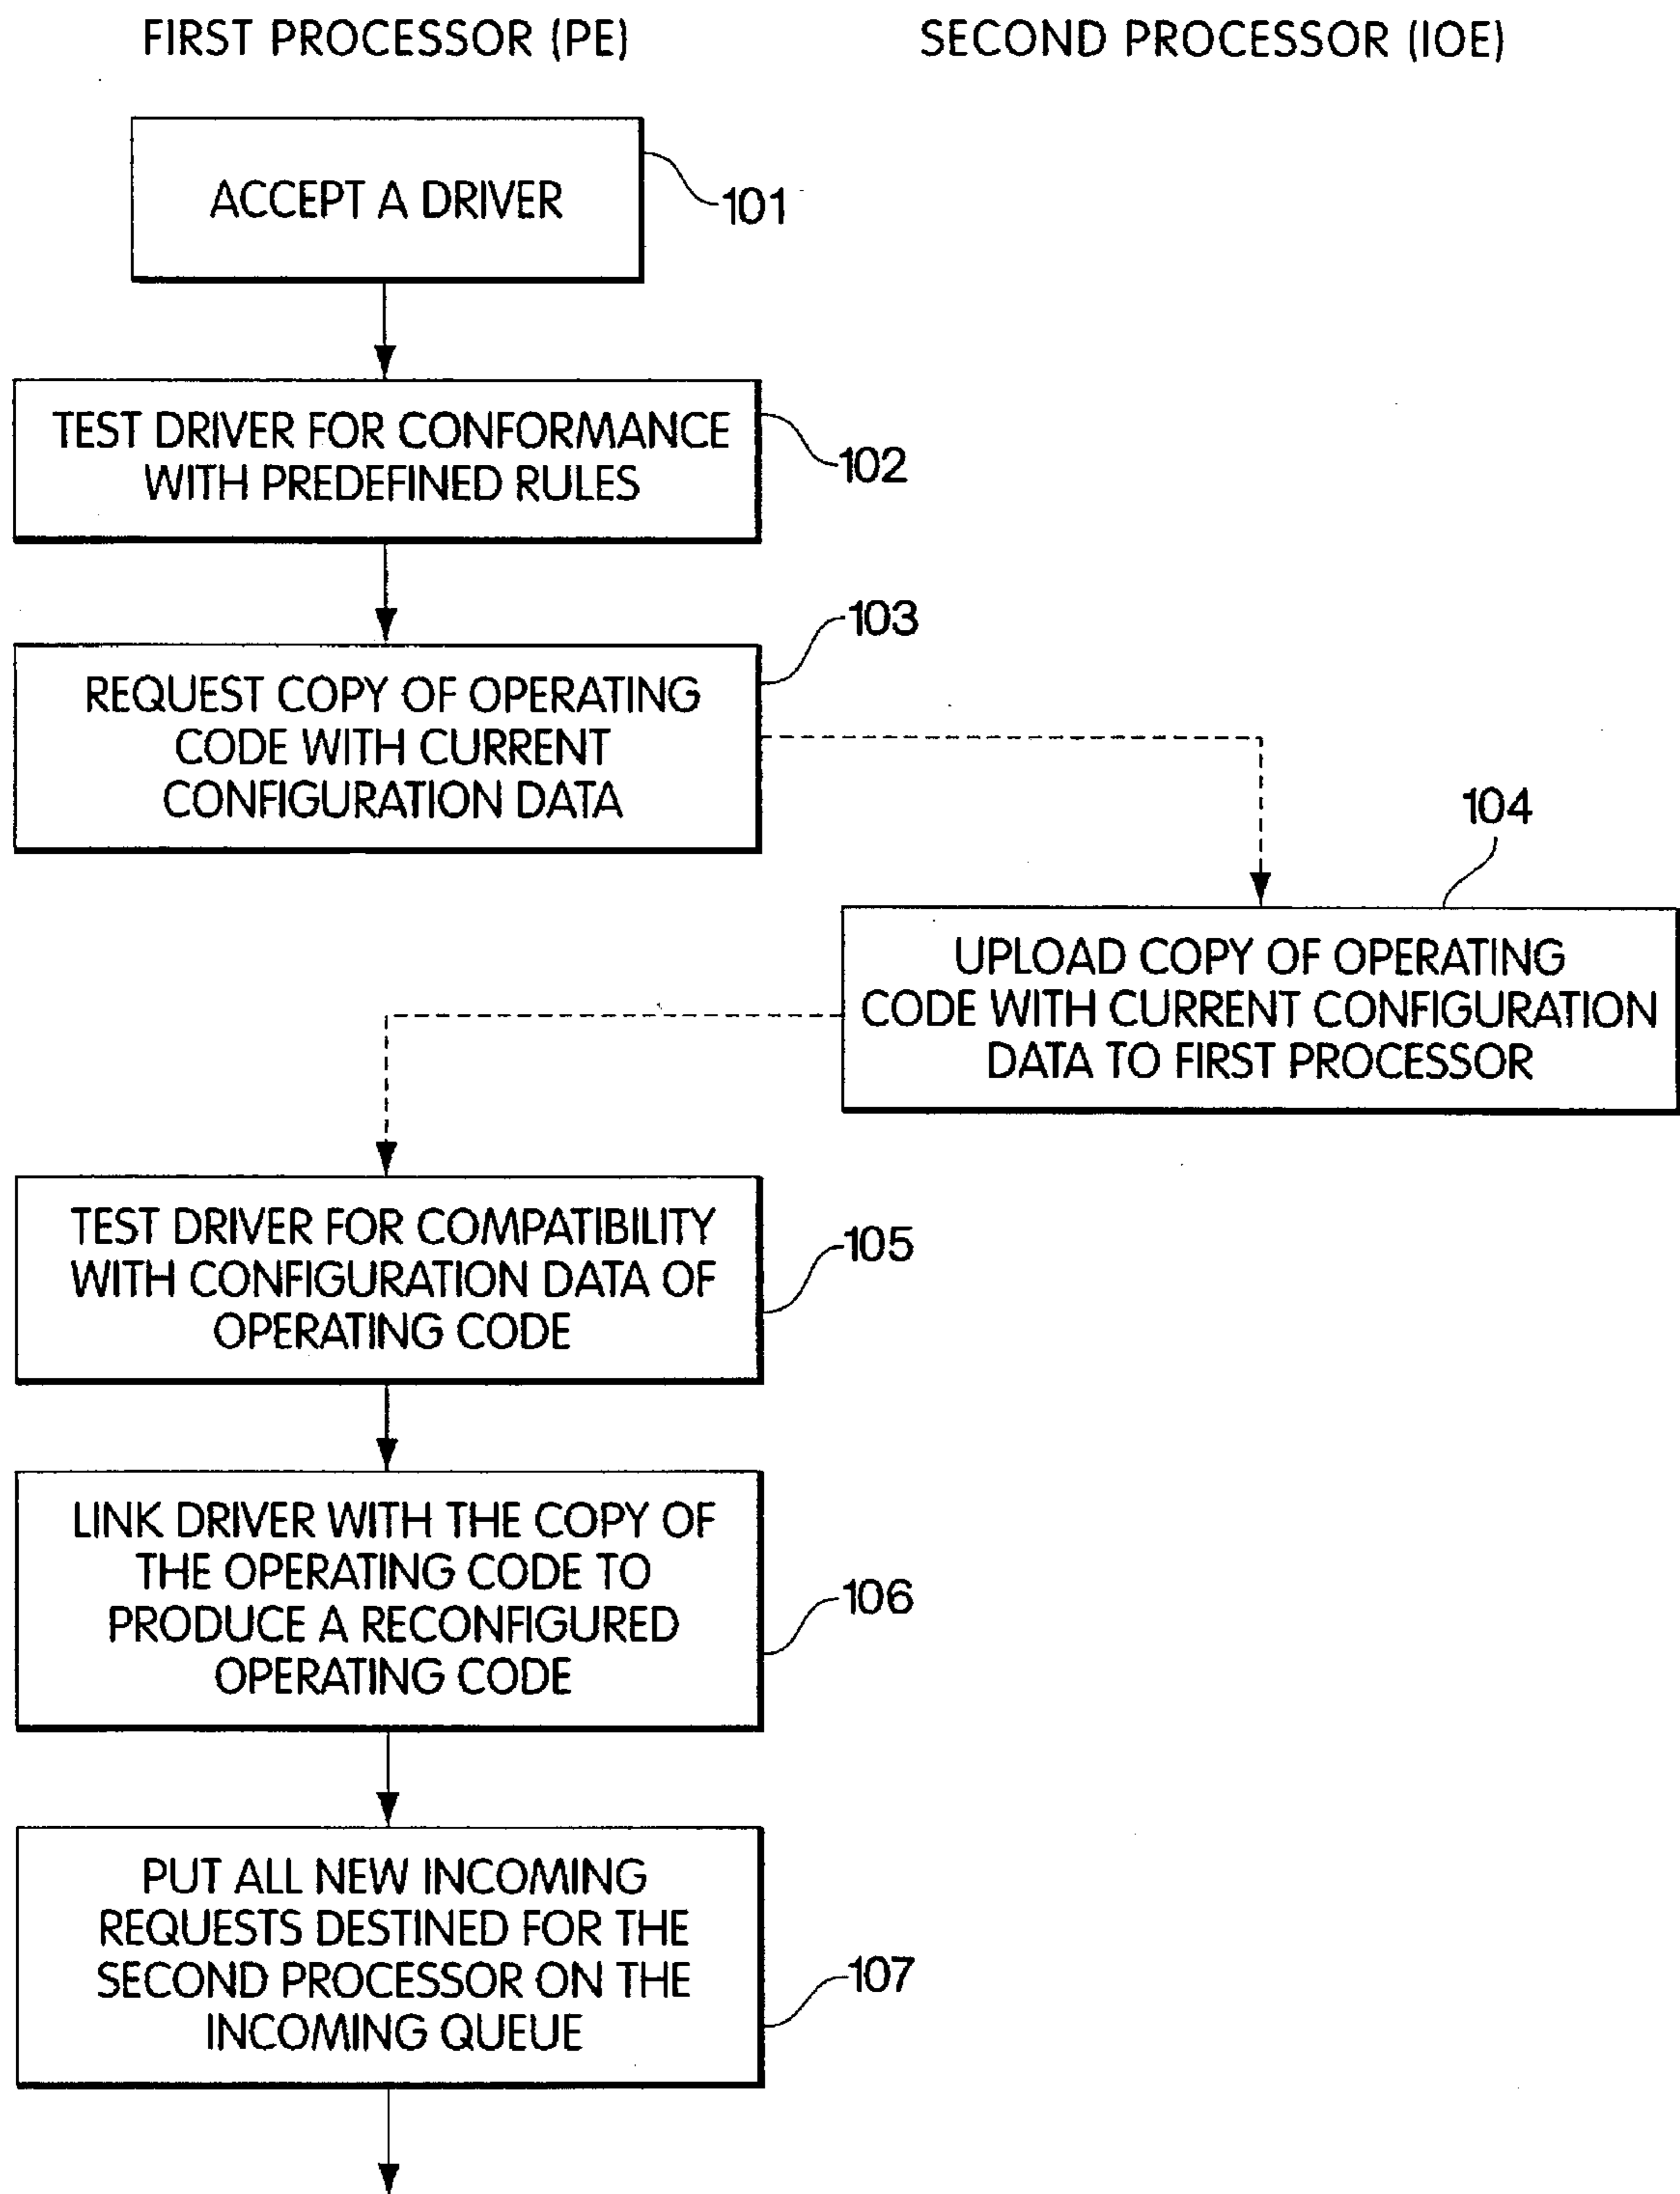 FIRST PROCESSOR (PE)
SECOND PROCESSOR (IOE)
ACCEPT A DRIVER
101
TEST DRIVER FOR CONFORMANCE
WITH PREDEFINED RULES
102
103
REQUEST COPY OF OPERATING
CODE WITH CURRENT
CONFIGURATION DATA
104
UPLOAD COPY OF OPERATING
CODE WITH CURRENT CONFIGURATION
DATA TO FIRST PROCESSOR
TEST DRIVER FOR COMPATIBILITY
WITH CONFIGURATION DATA OF
OPERATING CODE
105
LINK DRIVER WITH THE COPY OF
THE OPERATING CODE TO
PRODUCE A RECONFIGURED
OPERATING CODE
106
PUT ALL NEW INCOMING
REQUESTS DESTINED FOR THE
SECOND PROCESSOR ON THE
INCOMING QUEUE
107